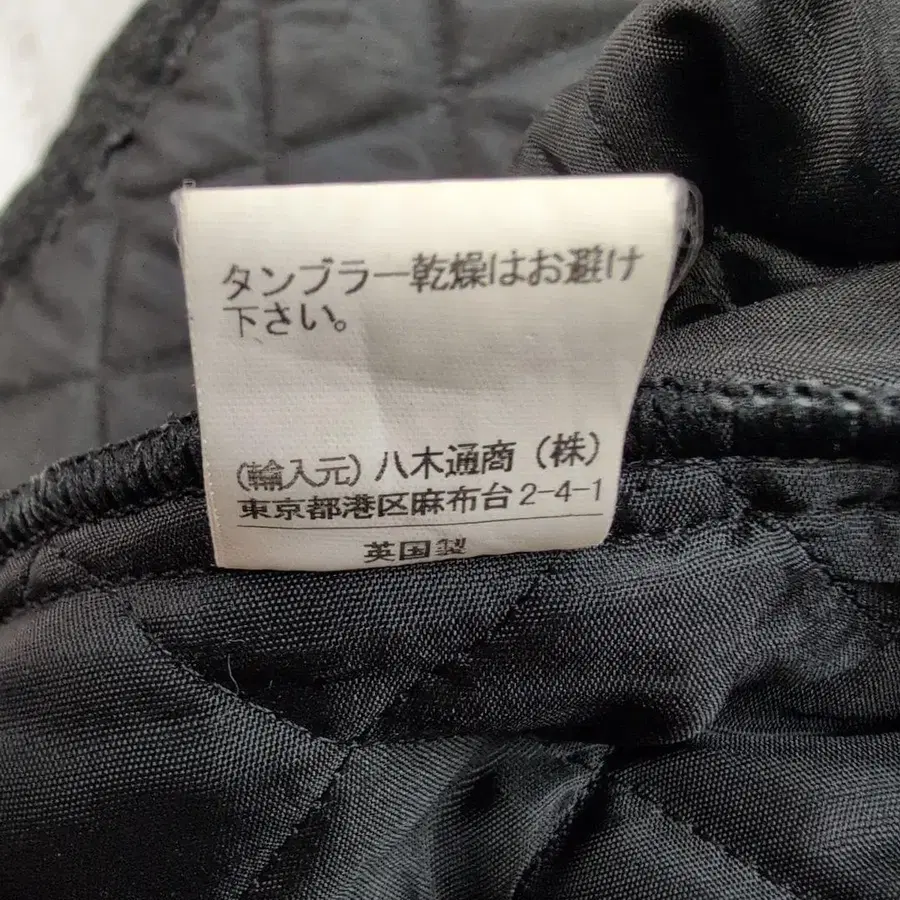 タンブラー乾燥はお避け
下さい。
(輸入元) 八木通商 (株)
東京都港区麻布台2-4-1
英国製